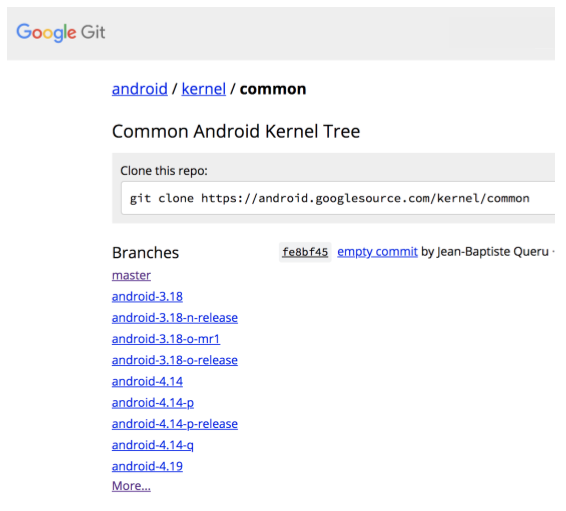 Google Git
android / kernel / common
Common Android Kernel Tree
Clone this repo:
git clone https://android.googlesource.com/kernel/common
Branches
fe8bf45 empty commit by Jean-Baptiste Queru ·
master
android-3.18
android-3.18-n-release
android-3.18-o-mr1
android-3.18-o-release
android-4.14
android-4.14-p
android-4.14-p-release
android-4.14-q
android-4.19
More...